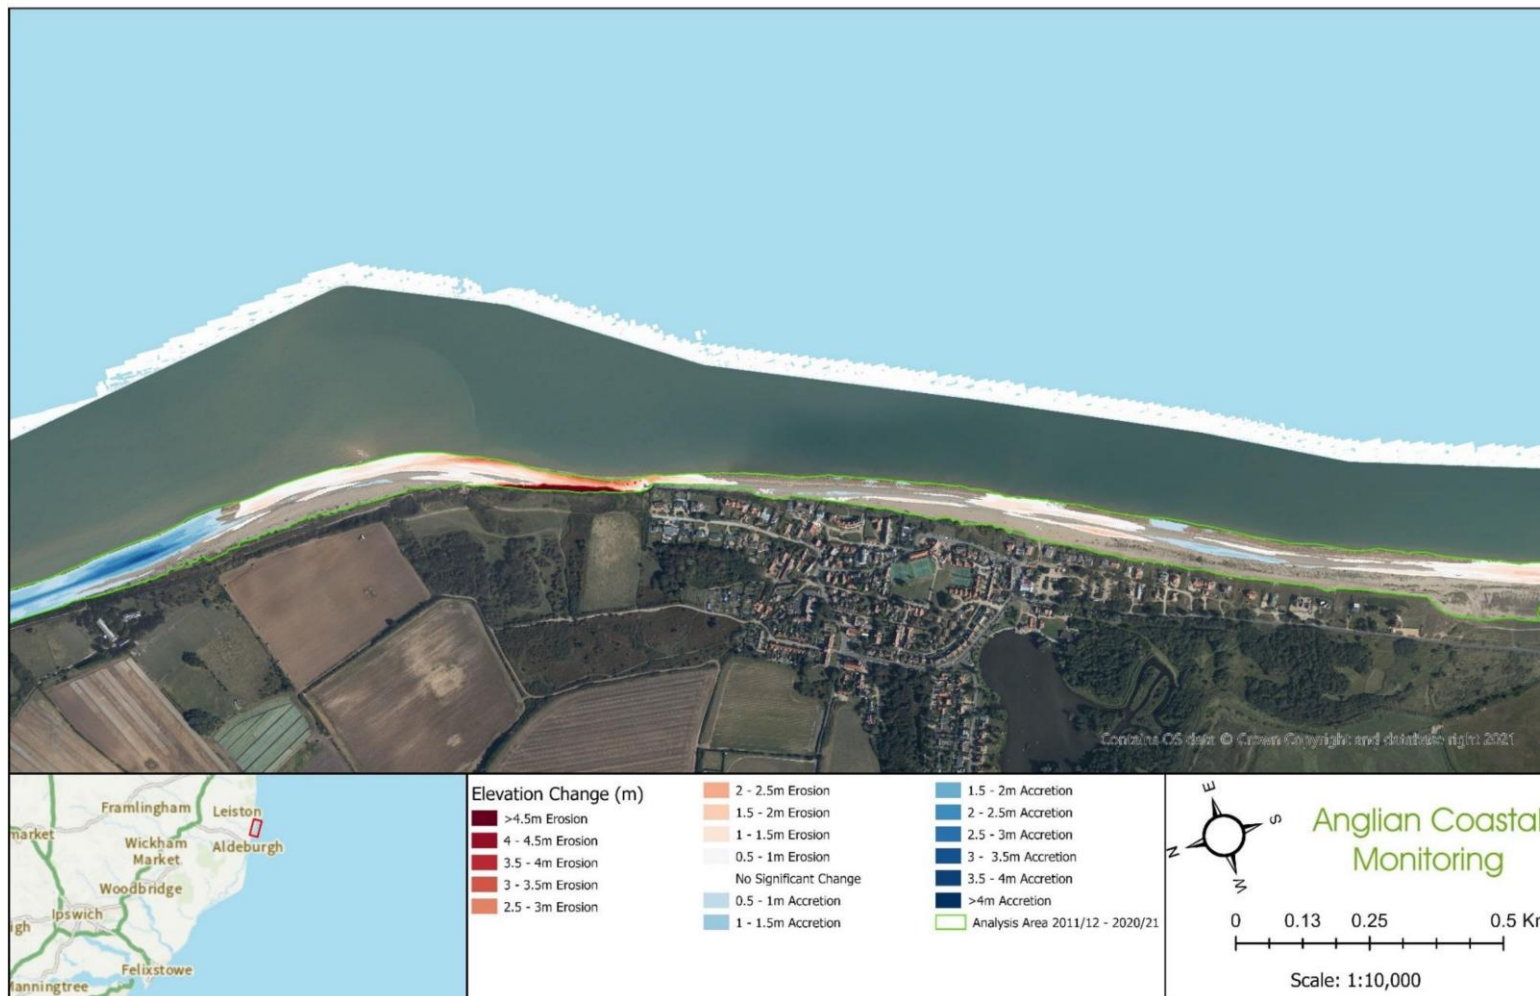 Contains OS data © Crown Copyright and database right 2021
Framlingham
Leiston
market
Wickham
Market
Aldeburgh
Woodbridge
Ipswich
igh
Felixstowe
Manningtree
Elevation Change (m)
>4.5m Erosion
4 - 4.5m Erosion
3.5 - 4m Erosion
3 - 3.5m Erosion
2.5 - 3m Erosion
2 - 2.5m Erosion
1.5 - 2m Erosion
1 - 1.5m Erosion
0.5 - 1m Erosion
No Significant Change
0.5 - 1m Accretion
1 - 1.5m Accretion
1.5 - 2m Accretion
2 - 2.5m Accretion
2.5 - 3m Accretion
3 - 3.5m Accretion
3.5 - 4m Accretion
>4m Accretion
Analysis Area 2011/12 - 2020/21
E
S
N
W
Anglian Coastal
Monitoring
0 0.13 0.25 0.5 Km
Scale: 1:10,000